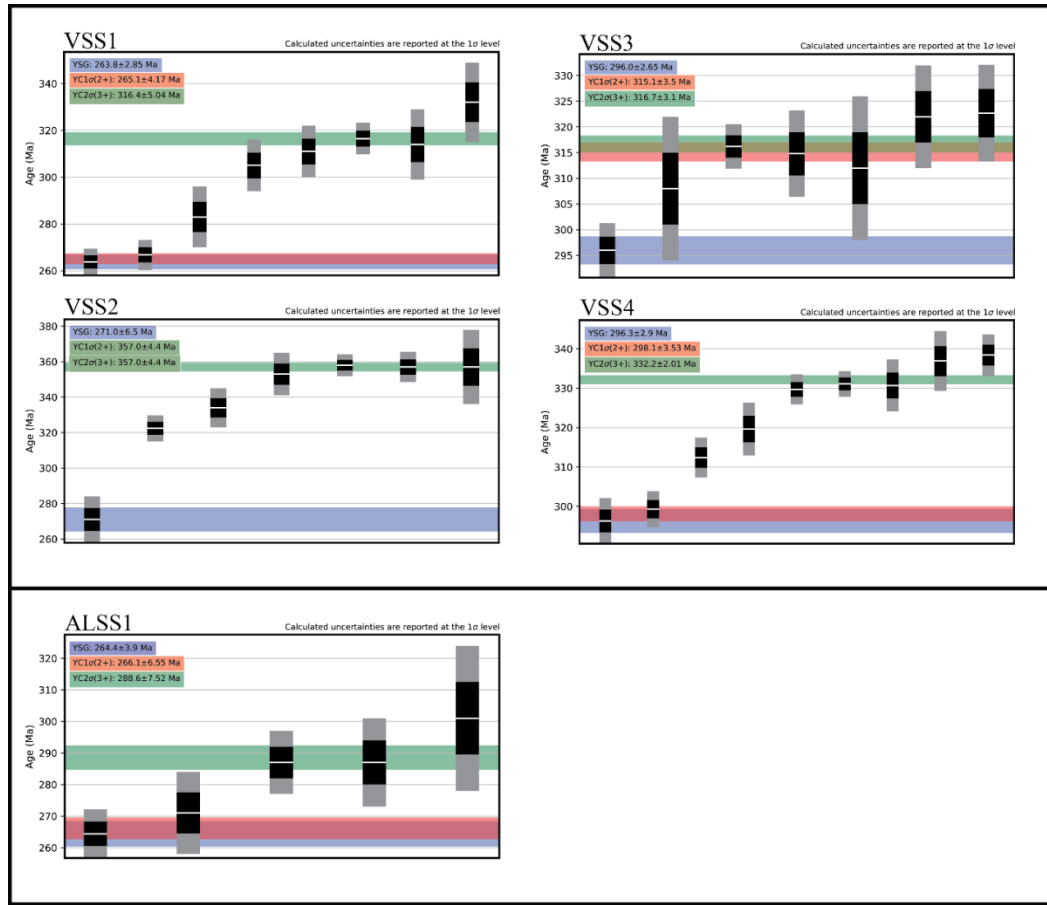 VSS1
Calculated uncertainties are reported at the 1σ level
YSG: 263.8±2.85 Ma
YC1σ(2+): 265.1±4.17 Ma
YC2σ(3+): 316.4±5.04 Ma
Age (Ma)
340
320
300
280
260
VSS3
Calculated uncertainties are reported at the 1σ level
YSG: 296.0±2.65 Ma
YC1σ(2+): 315.1±3.5 Ma
YC2σ(3+): 316.7±3.1 Ma
Age (Ma)
330
325
320
315
310
305
300
295
VSS2
Calculated uncertainties are reported at the 1σ level
YSG: 271.0±6.5 Ma
YC1σ(2+): 357.0±4.4 Ma
YC2σ(3+): 357.0±4.4 Ma
Age (Ma)
380
360
340
320
300
280
260
VSS4
Calculated uncertainties are reported at the 1σ level
YSG: 296.3±2.9 Ma
YC1σ(2+): 298.1±3.53 Ma
YC2σ(3+): 332.2±2.01 Ma
Age (Ma)
340
330
320
310
300
ALSS1
Calculated uncertainties are reported at the 1σ level
YSG: 264.4±3.9 Ma
YC1σ(2+): 266.1±6.55 Ma
YC2σ(3+): 288.6±7.52 Ma
Age (Ma)
320
310
300
290
280
270
260